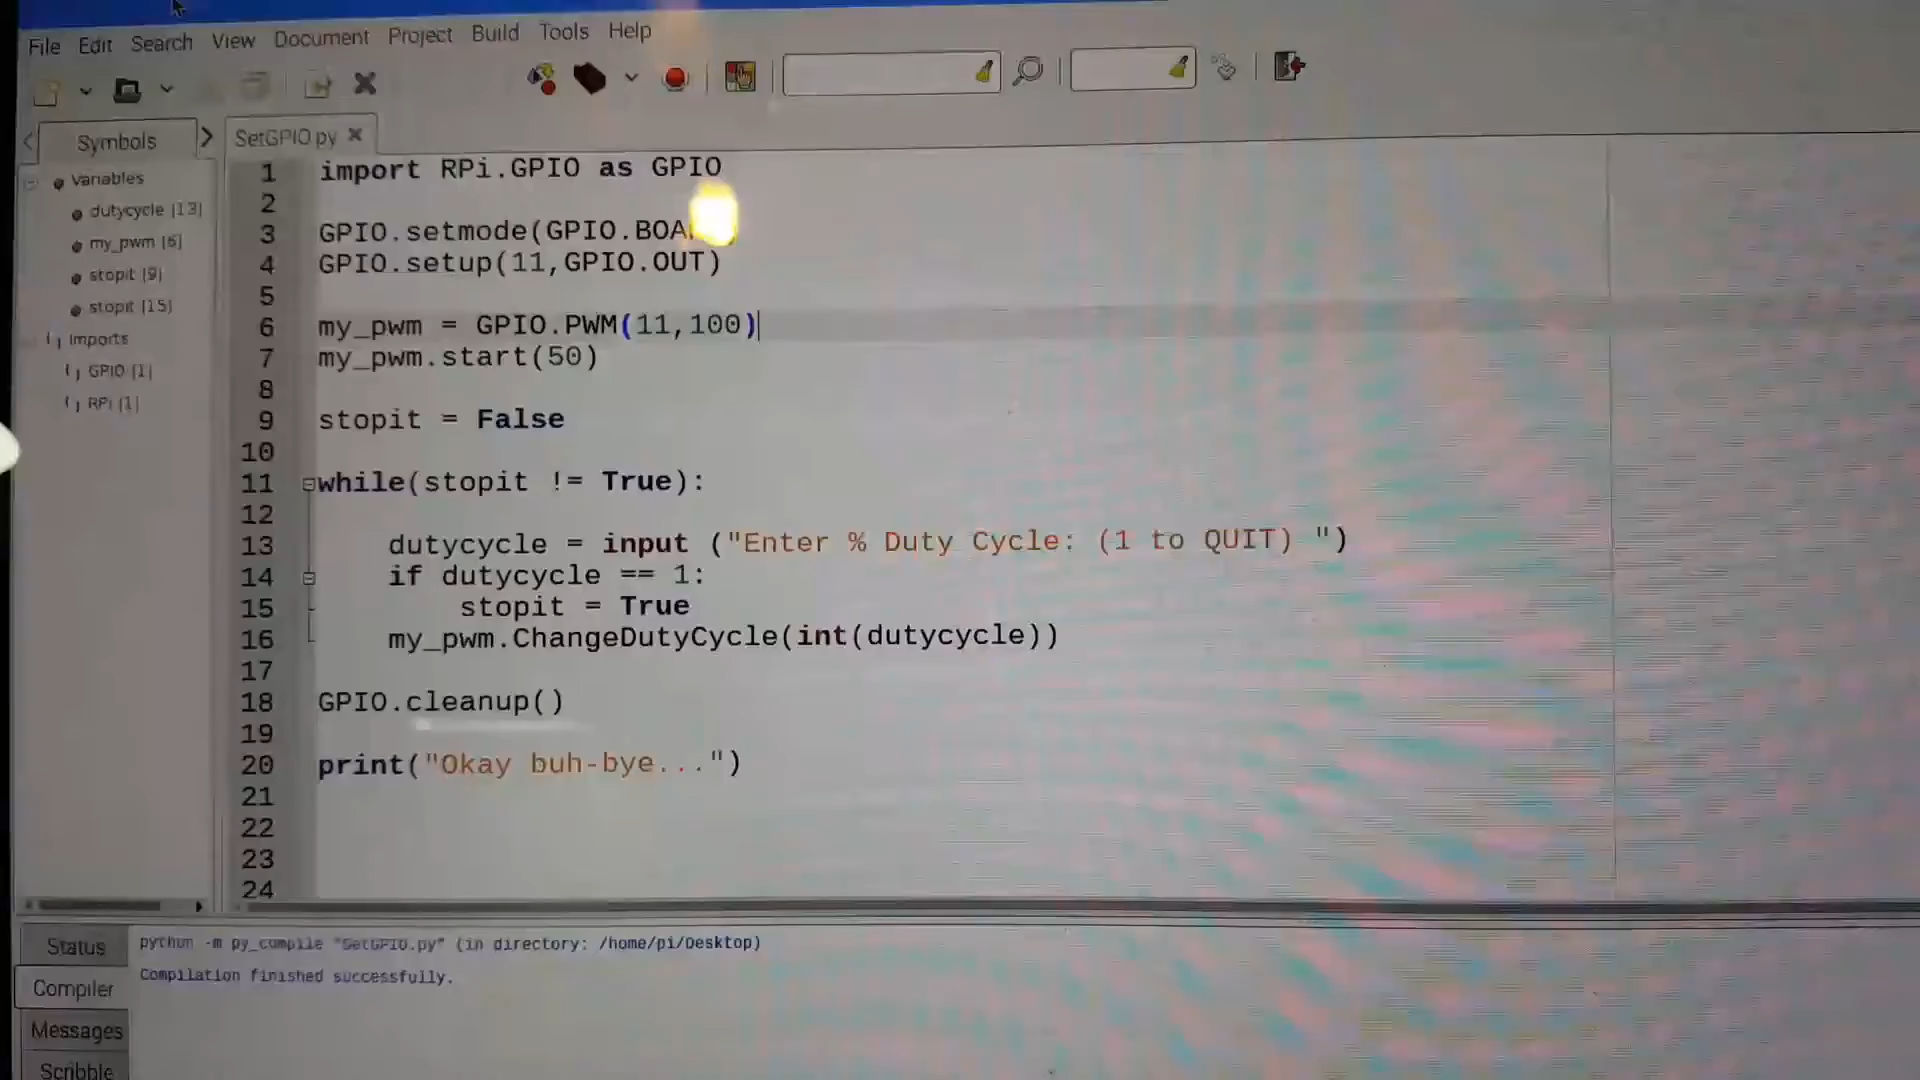 File Edit Search View Document Project Build Tools Help
Symbols
SetGPIO.py
Variables
dutycycle [13]
my_pwm [6]
stopit [9]
stopit [15]
Imports
GPIO [1]
RPi [1]
1 import RPi.GPIO as GPIO
2
3 GPIO.setmode(GPIO.BOA
4 GPIO.setup(11,GPIO.OUT)
5
6 my_pwm = GPIO.PWM(11,100)
7 my_pwm.start(50)
8
9 stopit = False
10
11 while(stopit != True):
12
13 dutycycle = input ("Enter % Duty Cycle: (1 to QUIT) ")
14 if dutycycle == 1:
15 stopit = True
16 my_pwm.ChangeDutyCycle(int(dutycycle))
17
18 GPIO.cleanup()
19
20 print("Okay buh-bye...")
21
22
23
24
Status
Compiler
Messages
Scribble
python -m py_compile "SetGPIO.py" (in directory: /home/pi/Desktop)
Compilation finished successfully.